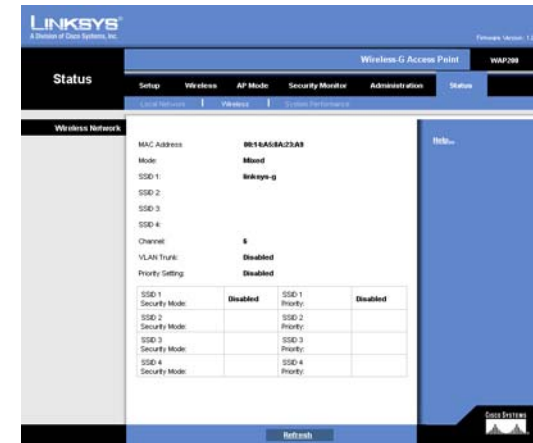 LINKSYS®
A Division of Cisco Systems, Inc.
Firmware Version: 1.0
Wireless-G Access Point WAP200
Status
Setup Wireless AP Mode Security Monitor Administration Status
Local Network Wireless System Performance
Wireless Network
Help...
MAC Address 00:14:A5:8A:23:A9
Mode: Mixed
SSID 1: linksys-g
SSID 2:
SSID 3:
SSID 4:
Channel: 6
VLAN Trunk: Disabled
Priority Setting: Disabled
SSID 1 Security Mode: Disabled SSID 1 Priority: Disabled
SSID 2 Security Mode: SSID 2 Priority:
SSID 3 Security Mode: SSID 3 Priority:
SSID 4 Security Mode: SSID 4 Priority:
Refresh
Cisco Systems